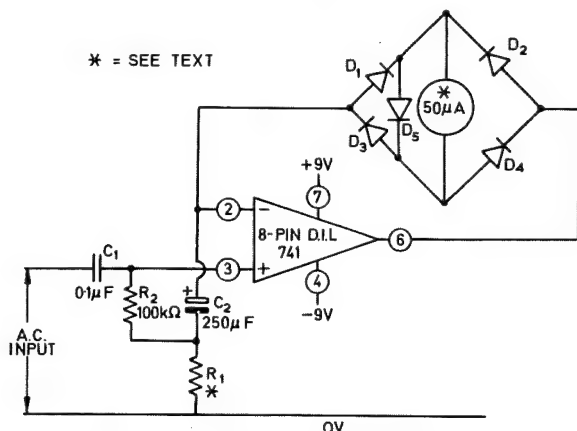 * = SEE TEXT
D1
D2
*
50µA
D5
D3
D4
+9V
7
2
−
8-PIN D.I.L
741
6
3
+
4
−9V
C1
0·1µF
R2
100kΩ
+
C2
250µF
A.C.
INPUT
R1
*
0V